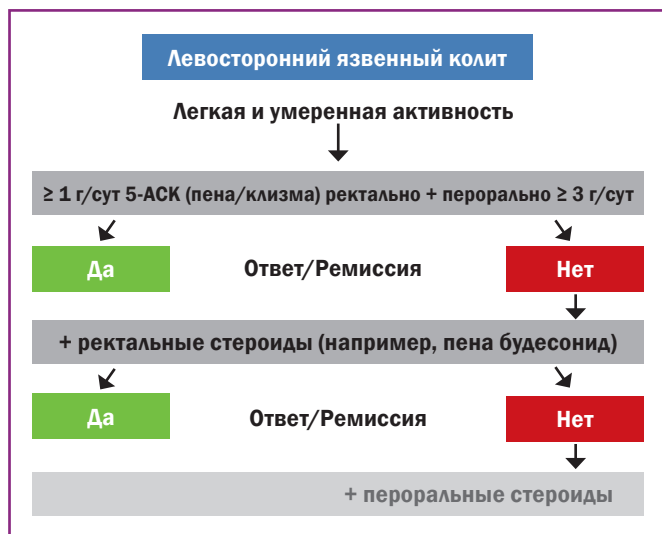 Левосторонний язвенный колит
Легкая и умеренная активность
≥ 1 г/сут 5-АСК (пена/клизма) ректально + перорально ≥ 3 г/сут
Да Ответ/Ремиссия Нет
+ ректальные стероиды (например, пена будесонид)
Да Ответ/Ремиссия Нет
+ пероральные стероиды